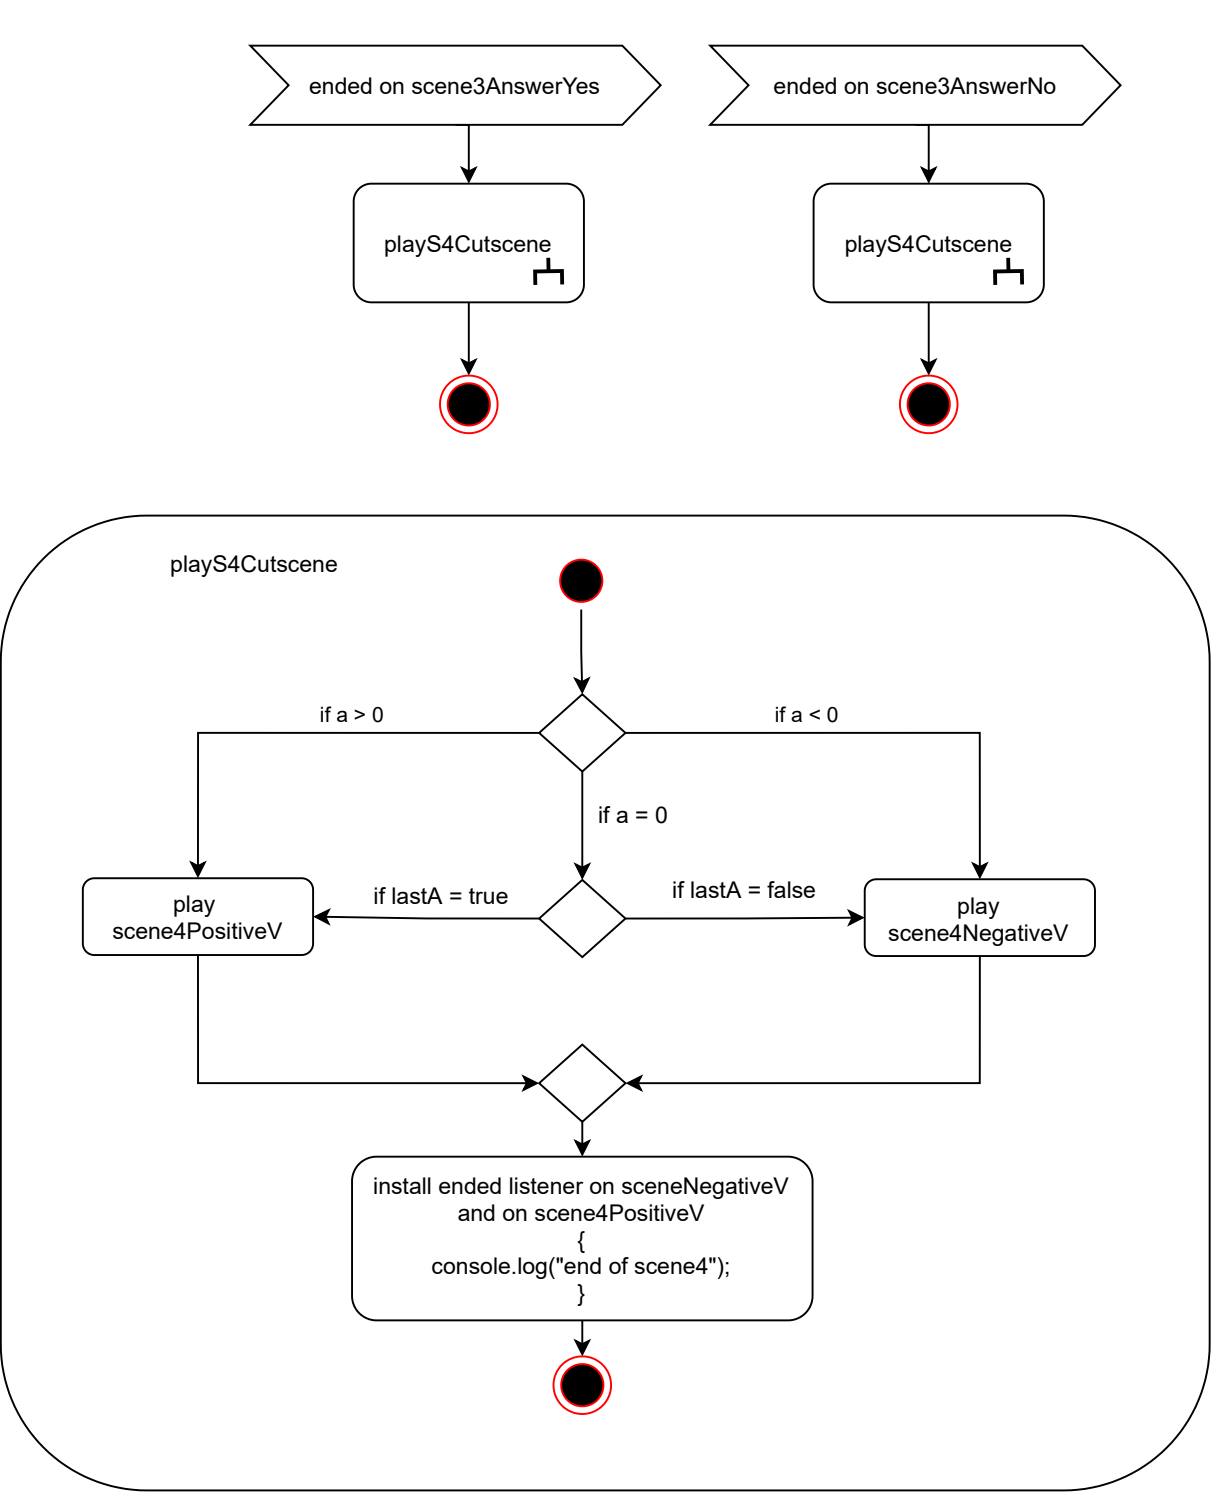 ended on scene3AnswerYes
ended on scene3AnswerNo
playS4Cutscene
playS4Cutscene
playS4Cutscene
if a > 0
if a < 0
if a = 0
if lastA = true
if lastA = false
play
scene4PositiveV
play
scene4NegativeV
install ended listener on sceneNegativeV
and on scene4PositiveV
{
console.log("end of scene4");
}